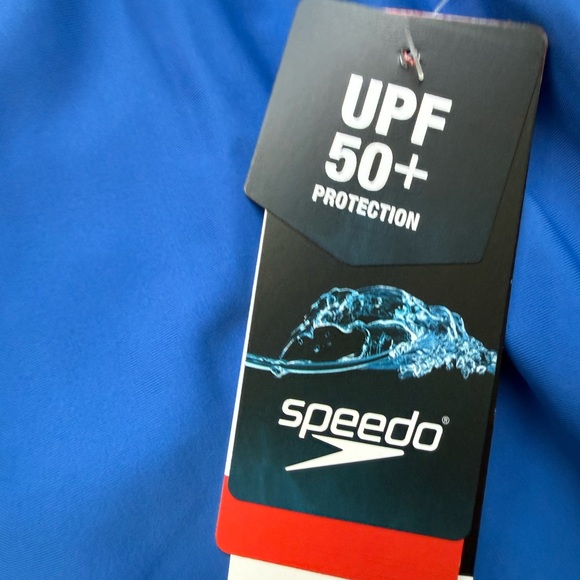 UPF
50+
PROTECTION
speedo®